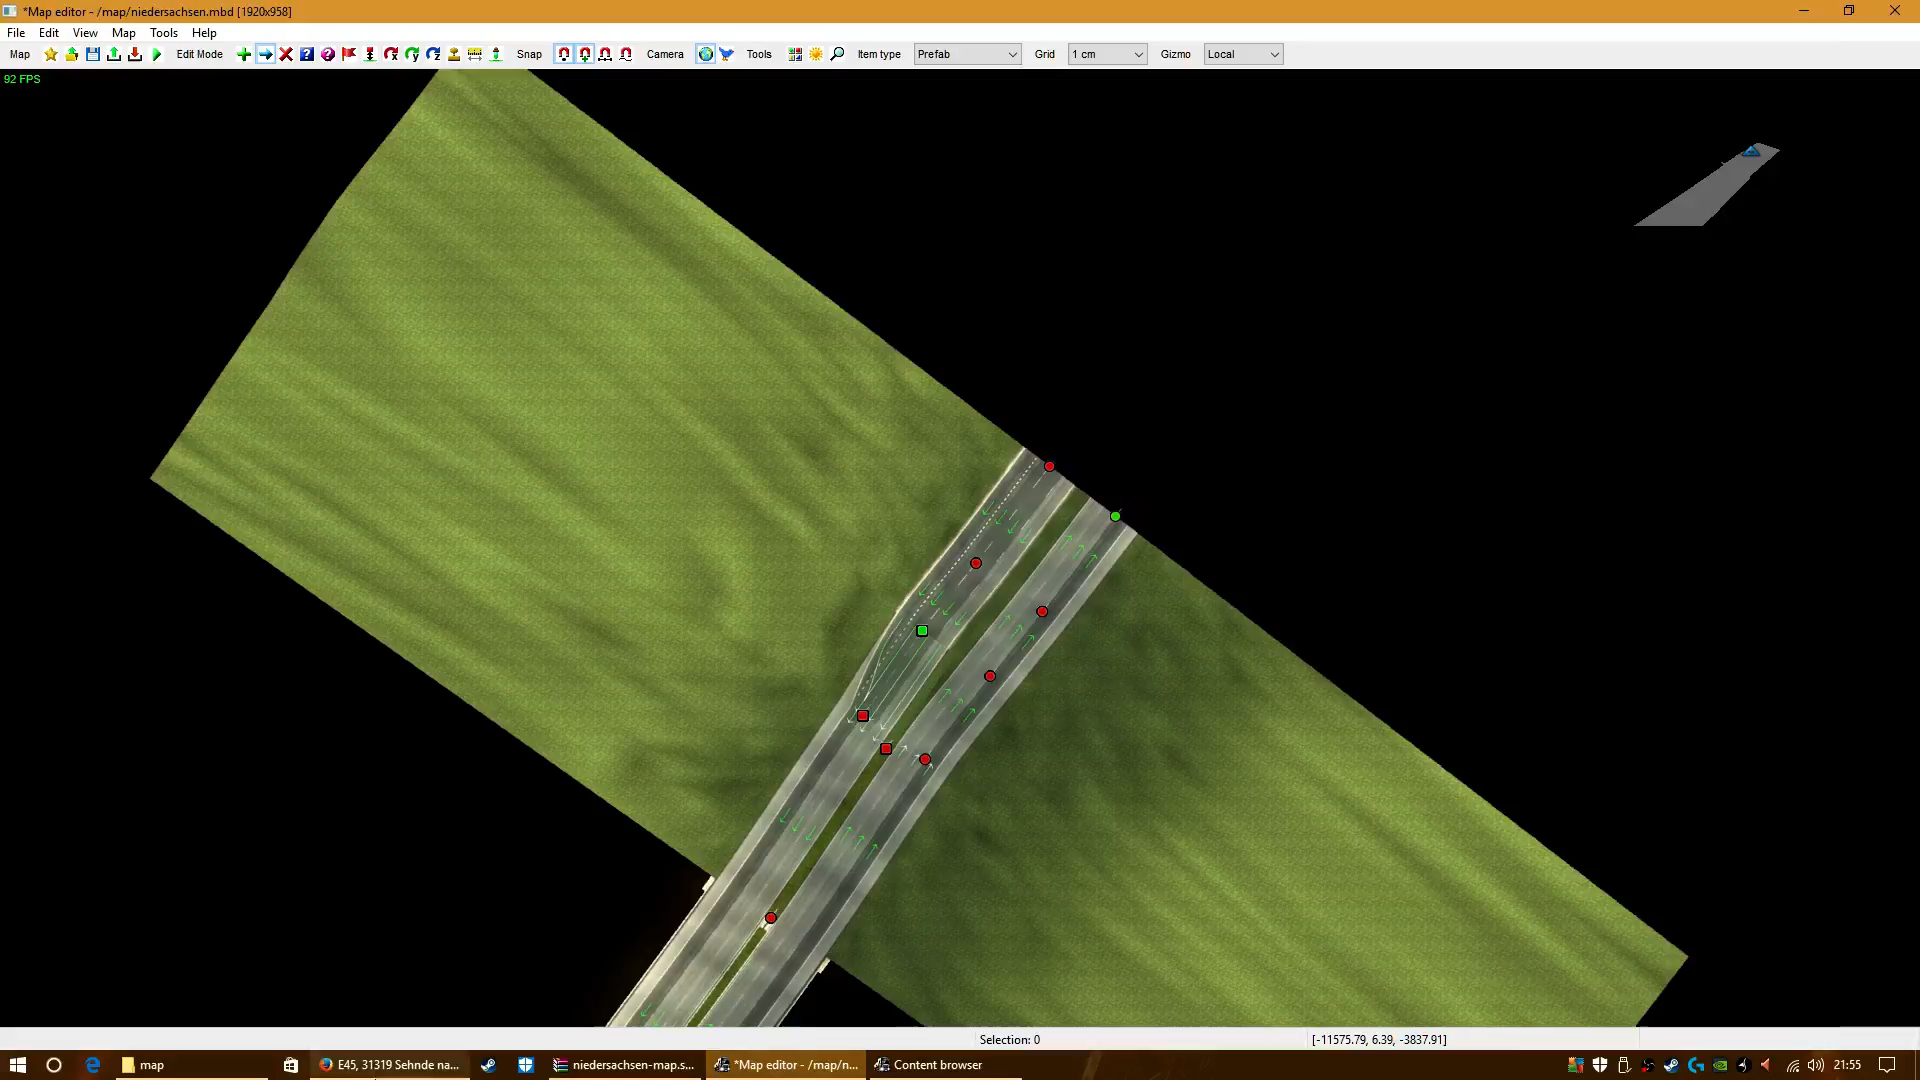 *Map editor - /map/niedersachsen.mbd [1920x958]
File Edit View Map Tools Help
Map Edit Mode Snap Camera Tools Item type Prefab Grid 1 cm Gizmo Local
92 FPS
Selection: 0 [-11575.79, 6.39, -3837.91]
map E45, 31319 Sehnde na... niedersachsen-map.s... *Map editor - /map/n... Content browser 21:55